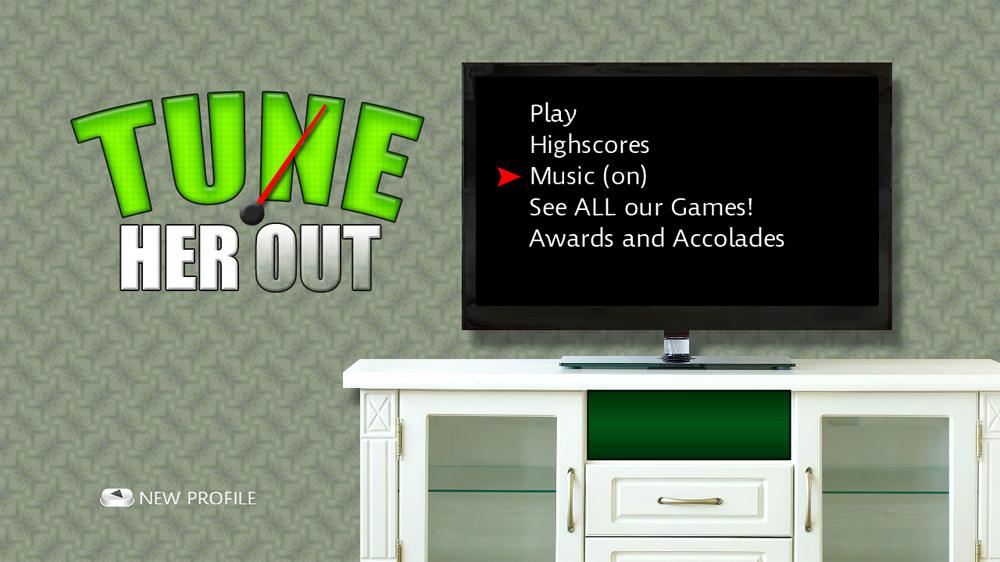 TUNE
HER OUT
Play
Highscores
Music (on)
See ALL our Games!
Awards and Accolades
NEW PROFILE